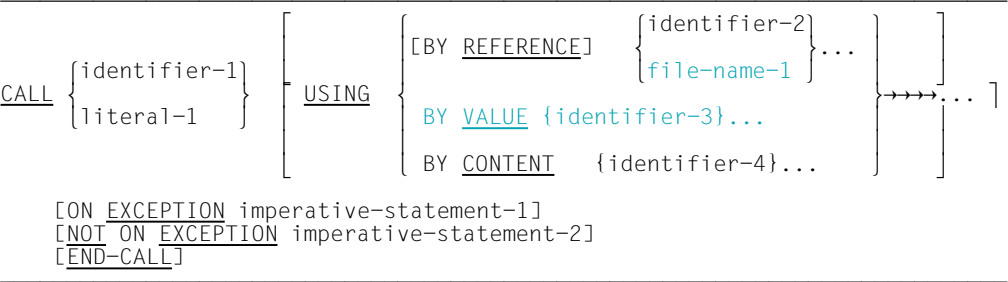 identifier-2
[BY REFERENCE] ...
identifier-1 file-name-1
CALL USING ...
literal-1 BY VALUE {identifier-3}...
BY CONTENT {identifier-4}...
[ON EXCEPTION imperative-statement-1]
[NOT ON EXCEPTION imperative-statement-2]
[END-CALL]